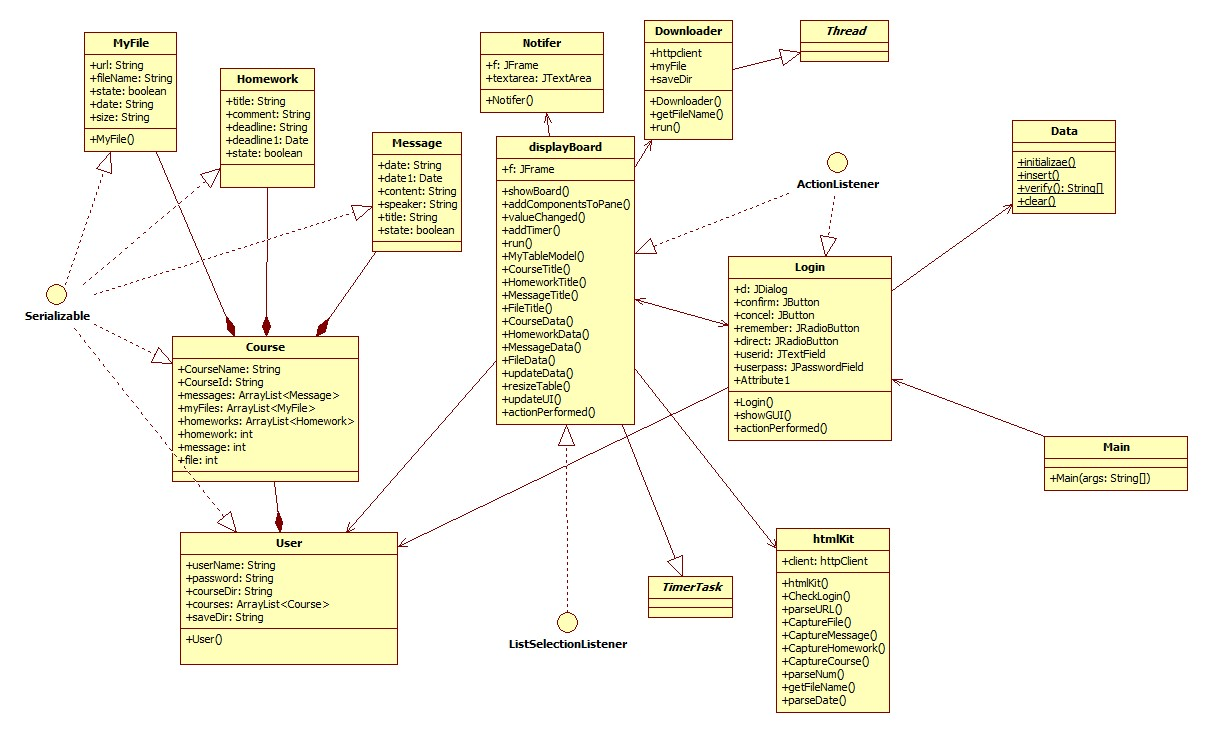 MyFile
+url: String
+fileName: String
+state: boolean
+date: String
+size: String
+MyFile()
Homework
+title: String
+comment: String
+deadline: String
+deadline1: Date
+state: boolean
Message
+date: String
+date1: Date
+content: String
+speaker: String
+title: String
+state: boolean
Notifer
+f: JFrame
+textarea: JTextArea
+Notifer()
Downloader
+httpclient
+myFile
+saveDir
+Downloader()
+getFileName()
+run()
Thread
displayBoard
+f: JFrame
+showBoard()
+addComponentsToPane()
+valueChanged()
+addTimer()
+run()
+MyTableModel()
+CourseTitle()
+HomeworkTitle()
+MessageTitle()
+FileTitle()
+CourseData()
+HomeworkData()
+MessageData()
+FileData()
+updateData()
+resizeTable()
+updateUI()
+actionPerformed()
ActionListener
Data
+initializae()
+insert()
+verify(): String[]
+clear()
Login
+d: JDialog
+confirm: JButton
+concel: JButton
+remember: JRadioButton
+direct: JRadioButton
+userid: JTextField
+userpass: JPasswordField
+Attribute1
+Login()
+showGUI()
+actionPerformed()
Serializable
Course
+CourseName: String
+CourseId: String
+messages: ArrayList<Message>
+myFiles: ArrayList<MyFile>
+homeworks: ArrayList<Homework>
+homework: int
+message: int
+file: int
Main
+Main(args: String[])
User
+userName: String
+password: String
+courseDir: String
+courses: ArrayList<Course>
+saveDir: String
+User()
ListSelectionListener
TimerTask
htmlKit
+client: httpClient
+htmlKit()
+CheckLogin()
+parseURL()
+CaptureFile()
+CaptureMessage()
+CaptureHomework()
+CaptureCourse()
+parseNum()
+getFileName()
+parseDate()